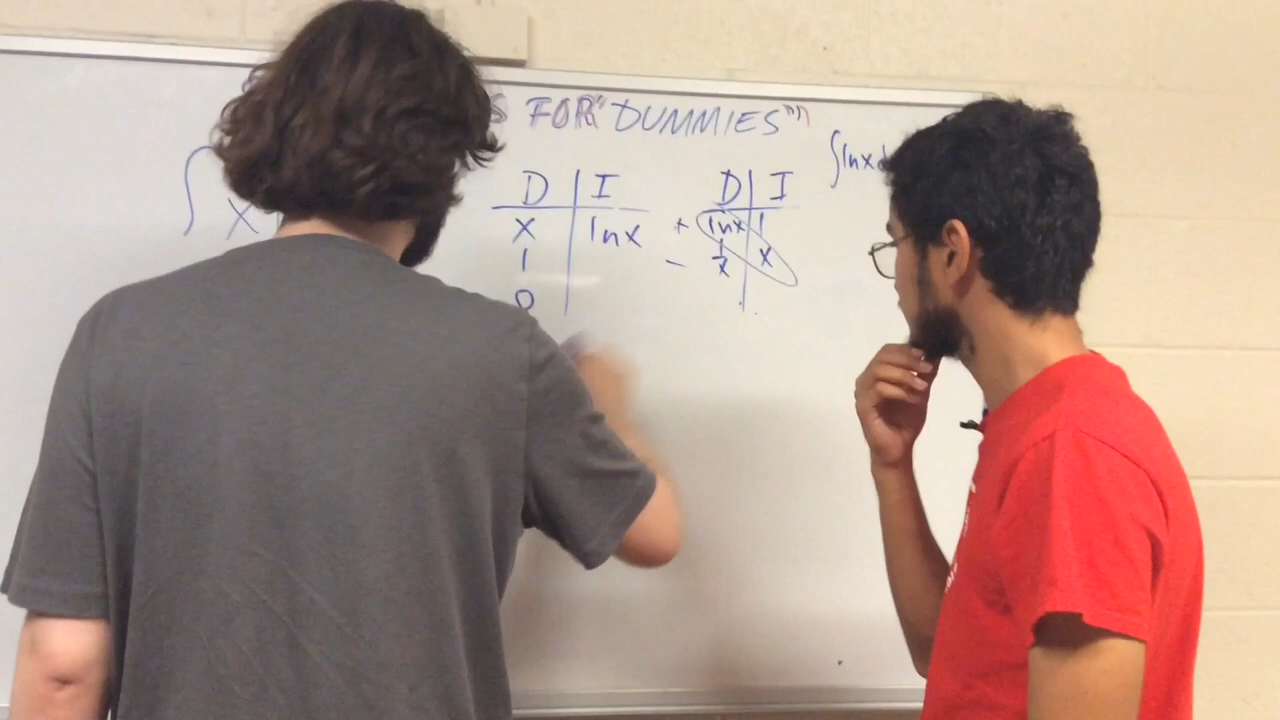 FOR "DUMMIES""
∫ x
D | I
x | ln x
1
0
D | I
+ ln x | 1
- 1/x | x
∫ ln x